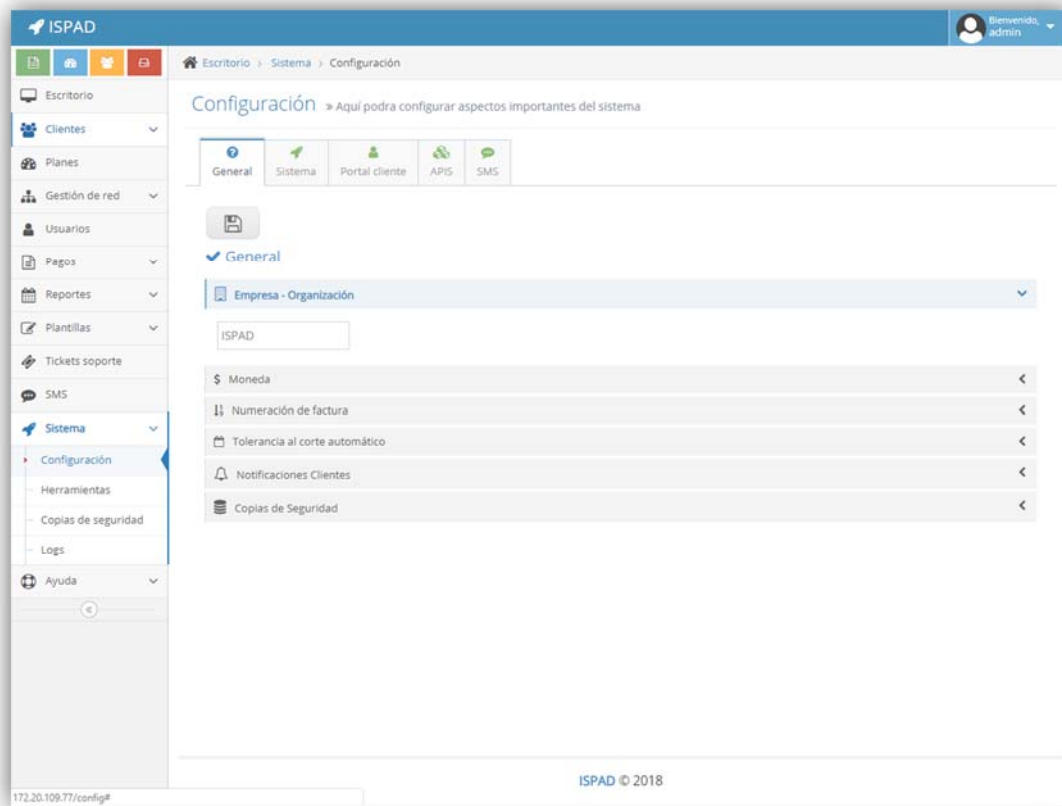 ISPAD
Bienvenido,
admin
Escritorio › Sistema › Configuración
Escritorio
Clientes
Planes
Gestión de red
Usuarios
Pagos
Reportes
Plantillas
Tickets soporte
SMS
Sistema
Configuración
Herramientas
Copias de seguridad
Logs
Ayuda
Configuración » Aquí podra configurar aspectos importantes del sistema
General Sistema Portal cliente APIS SMS
General
Empresa - Organización
ISPAD
$ Moneda
Numeración de factura
Tolerancia al corte automático
Notificaciones Clientes
Copias de Seguridad
ISPAD © 2018
172.20.109.77/config#